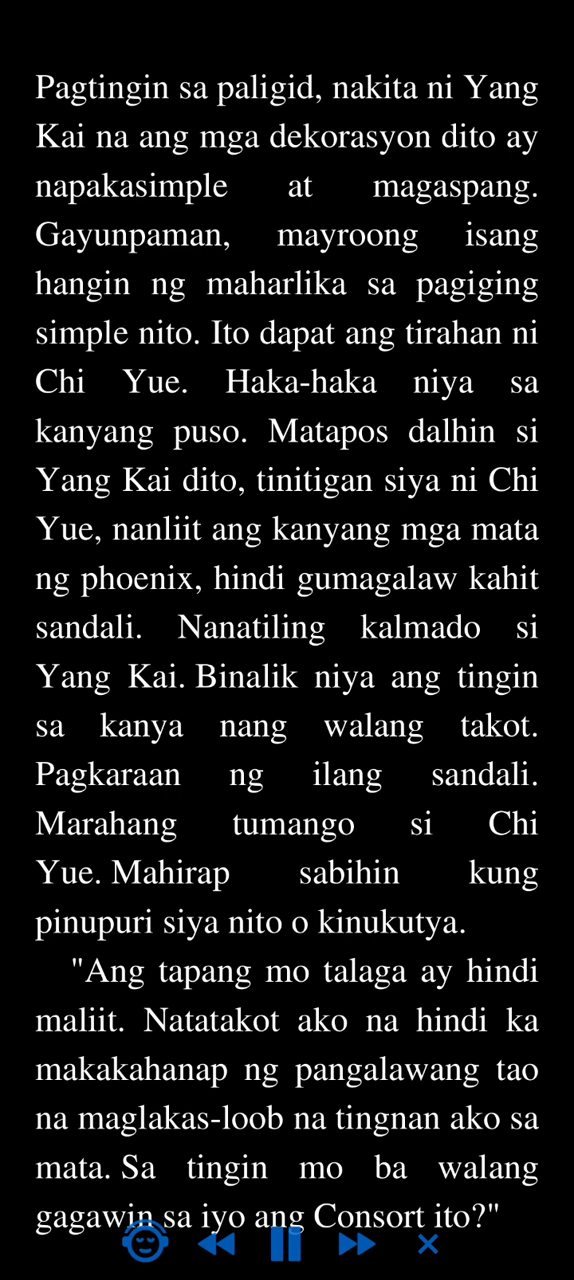 Pagtingin sa paligid, nakita ni Yang
Kai na ang mga dekorasyon dito ay
napakasimple at magaspang.
Gayunpaman, mayroong isang
hangin ng maharlika sa pagiging
simple nito. Ito dapat ang tirahan ni
Chi Yue. Haka-haka niya sa
kanyang puso. Matapos dalhin si
Yang Kai dito, tinitigan siya ni Chi
Yue, nanliit ang kanyang mga mata
ng phoenix, hindi gumagalaw kahit
sandali. Nanatiling kalmado si
Yang Kai. Binalik niya ang tingin
sa kanya nang walang takot.
Pagkaraan ng ilang sandali.
Marahang tumango si Chi
Yue. Mahirap sabihin kung
pinupuri siya nito o kinukutya.
"Ang tapang mo talaga ay hindi
maliit. Natatakot ako na hindi ka
makakahanap ng pangalawang tao
na maglakas-loob na tingnan ako sa
mata. Sa tingin mo ba walang
gagawin sa iyo ang Consort ito?"